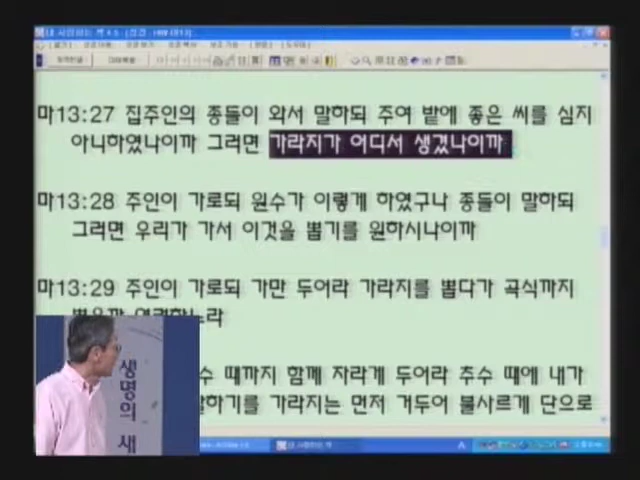 마13:27 집주인의 종들이 와서 말하되 주여 밭에 좋은 씨를 심지
아니하였나이까 그러면 가라지가 어디서 생겼나이까
마13:28 주인이 가로되 원수가 이렇게 하였구나 종들이 말하되
그러면 우리가 가서 이것을 뽑기를 원하시나이까
마13:29 주인이 가로되 가만 두어라 가라지를 뽑다가 곡식까지
수 때까지 함께 자라게 두어라 추수 때에 내가
말하기를 가라지는 먼저 거두어 불사르게 단으로
생명의 새